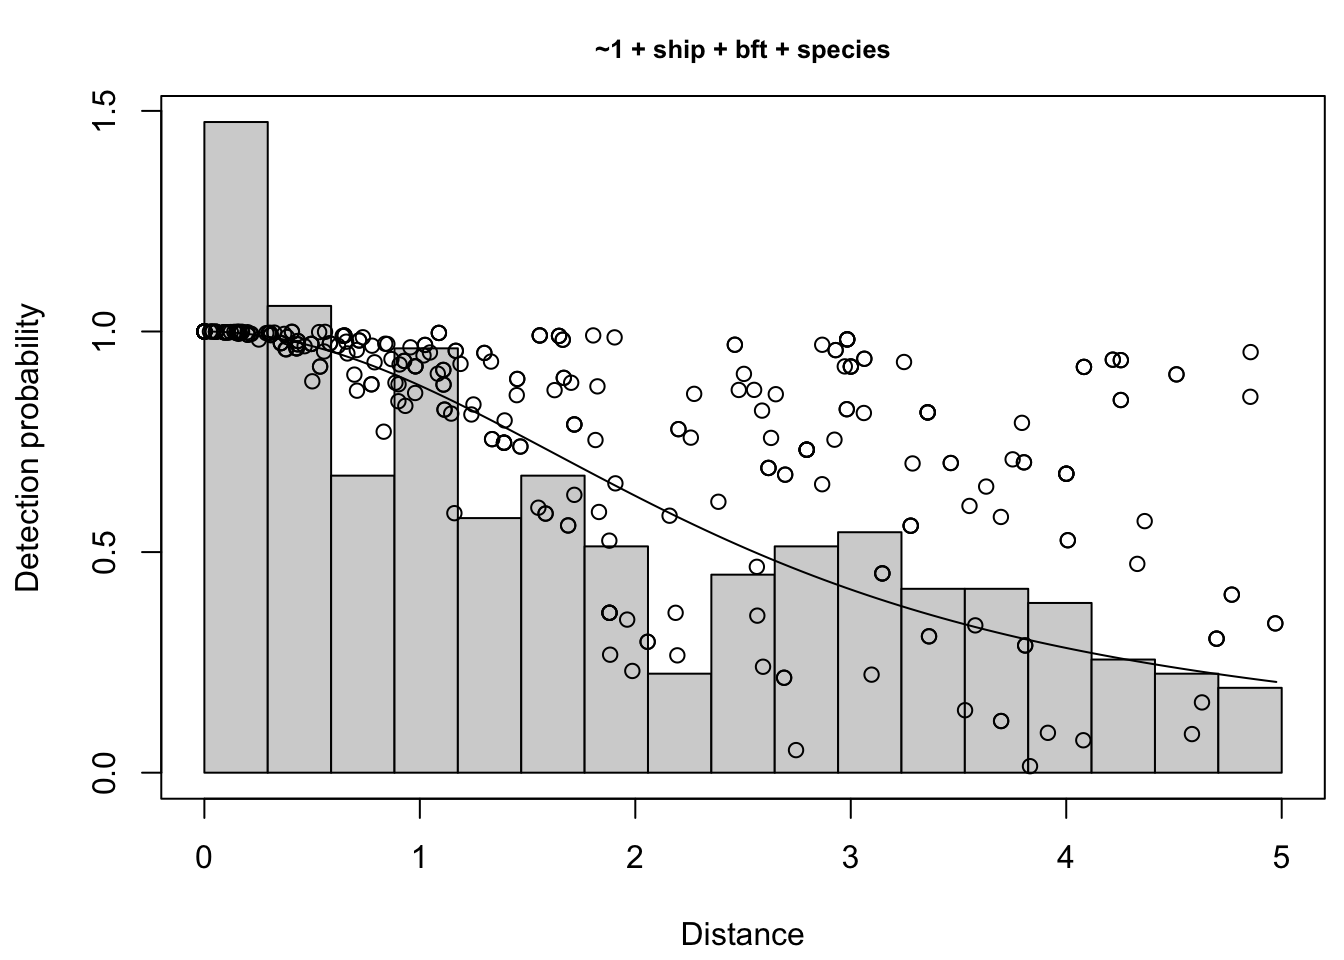 ~1 + ship + bft + species
Detection probability
1.5
1.0
0.5
0.0
0 1 2 3 4 5
Distance